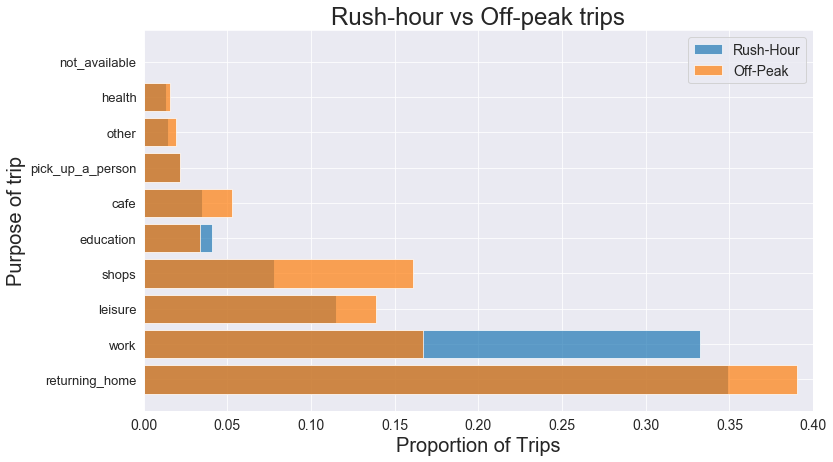 Rush-hour vs Off-peak trips
Rush-Hour
Off-Peak
Purpose of trip
not_available
health
other
pick_up_a_person
cafe
education
shops
leisure
work
returning_home
0.00 0.05 0.10 0.15 0.20 0.25 0.30 0.35 0.40
Proportion of Trips